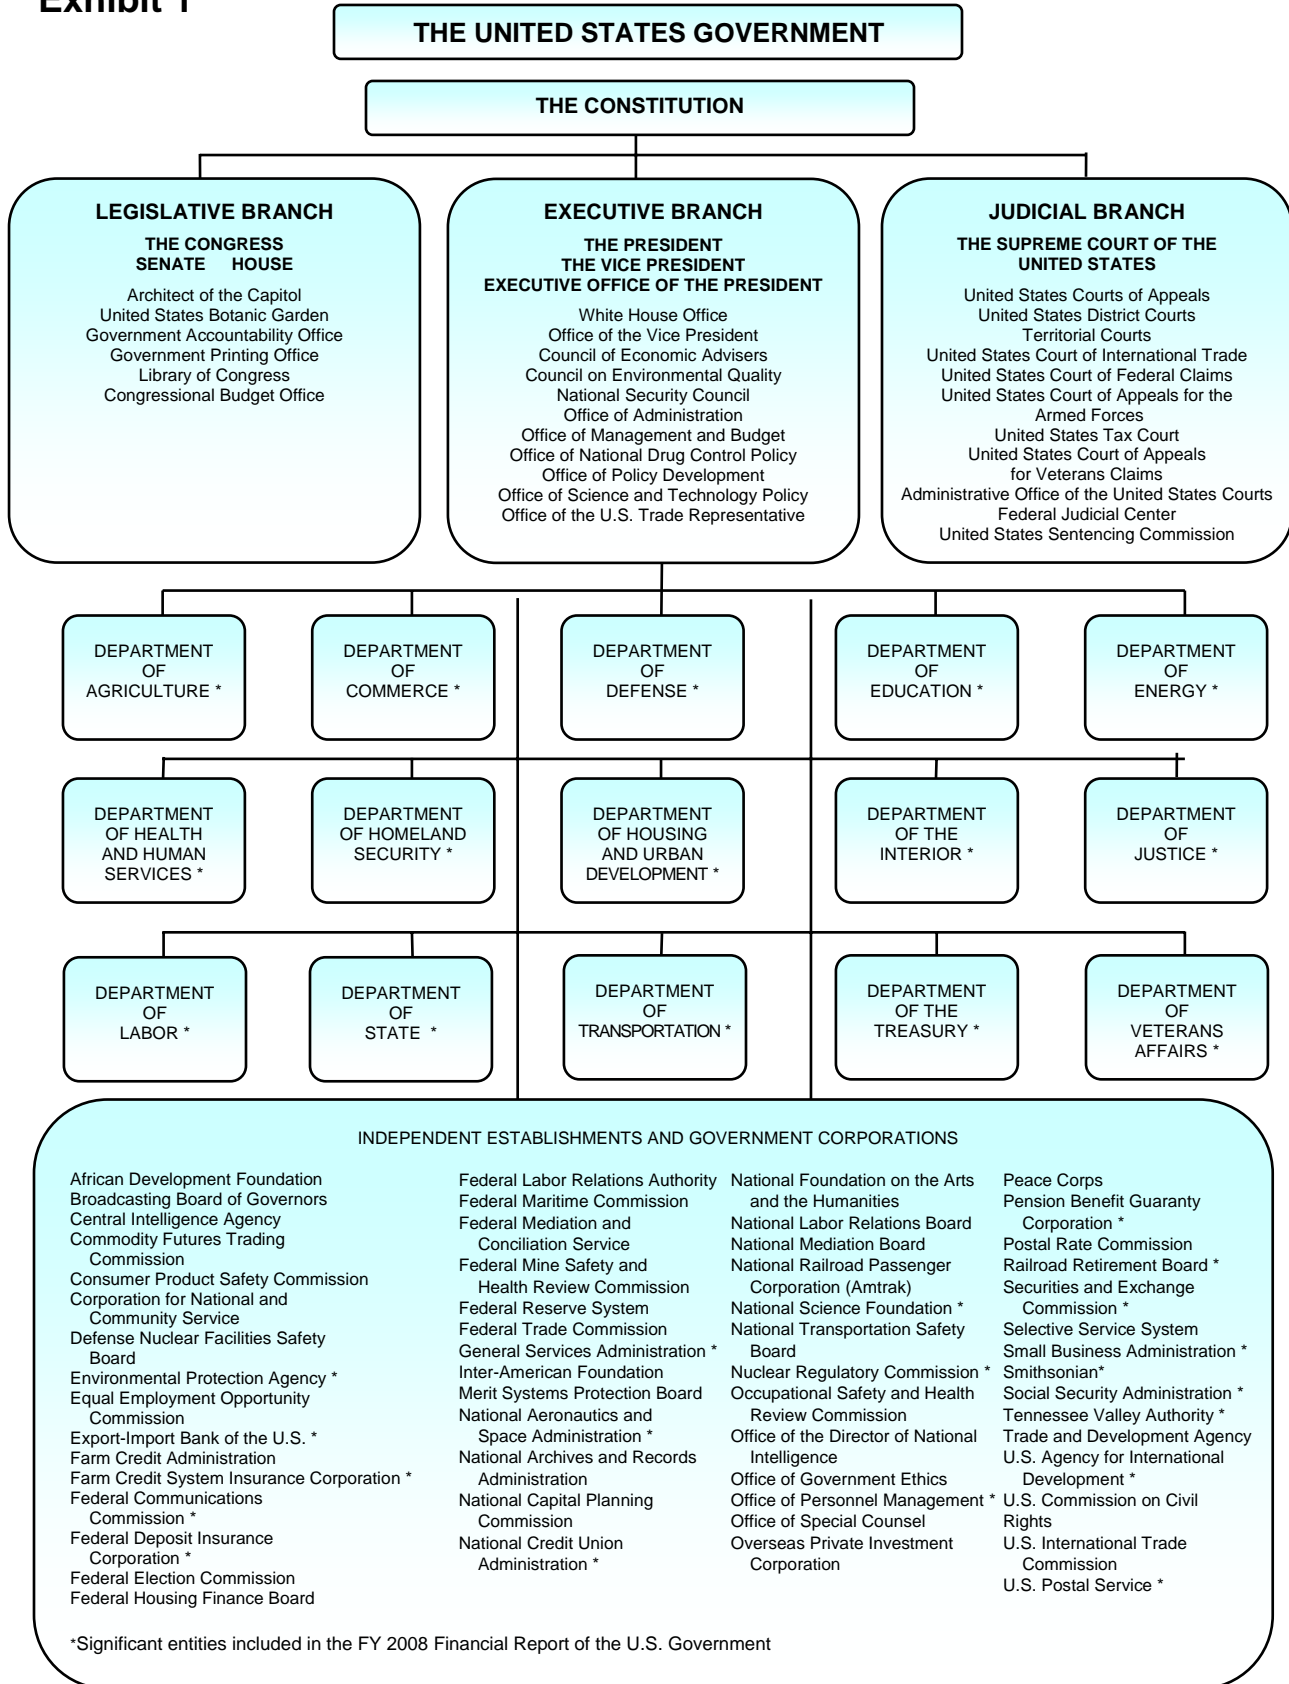 Exhibit 1
THE UNITED STATES GOVERNMENT
THE CONSTITUTION
LEGISLATIVE BRANCH
THE CONGRESS
SENATE HOUSE
Architect of the Capitol
United States Botanic Garden
Government Accountability Office
Government Printing Office
Library of Congress
Congressional Budget Office
EXECUTIVE BRANCH
THE PRESIDENT
THE VICE PRESIDENT
EXECUTIVE OFFICE OF THE PRESIDENT
White House Office
Office of the Vice President
Council of Economic Advisers
Council on Environmental Quality
National Security Council
Office of Administration
Office of Management and Budget
Office of National Drug Control Policy
Office of Policy Development
Office of Science and Technology Policy
Office of the U.S. Trade Representative
JUDICIAL BRANCH
THE SUPREME COURT OF THE
UNITED STATES
United States Courts of Appeals
United States District Courts
Territorial Courts
United States Court of International Trade
United States Court of Federal Claims
United States Court of Appeals for the
Armed Forces
United States Tax Court
United States Court of Appeals
for Veterans Claims
Administrative Office of the United States Courts
Federal Judicial Center
United States Sentencing Commission
DEPARTMENT
OF
AGRICULTURE *
DEPARTMENT
OF
COMMERCE *
DEPARTMENT
OF
DEFENSE *
DEPARTMENT
OF
EDUCATION *
DEPARTMENT
OF
ENERGY *
DEPARTMENT
OF HEALTH
AND HUMAN
SERVICES *
DEPARTMENT
OF HOMELAND
SECURITY *
DEPARTMENT
OF HOUSING
AND URBAN
DEVELOPMENT *
DEPARTMENT
OF THE
INTERIOR *
DEPARTMENT
OF
JUSTICE *
DEPARTMENT
OF
LABOR *
DEPARTMENT
OF
STATE *
DEPARTMENT
OF
TRANSPORTATION *
DEPARTMENT
OF THE
TREASURY *
DEPARTMENT
OF
VETERANS
AFFAIRS *
INDEPENDENT ESTABLISHMENTS AND GOVERNMENT CORPORATIONS
African Development Foundation
Broadcasting Board of Governors
Central Intelligence Agency
Commodity Futures Trading
Commission
Consumer Product Safety Commission
Corporation for National and
Community Service
Defense Nuclear Facilities Safety
Board
Environmental Protection Agency *
Equal Employment Opportunity
Commission
Export-Import Bank of the U.S. *
Farm Credit Administration
Farm Credit System Insurance Corporation *
Federal Communications
Commission *
Federal Deposit Insurance
Corporation *
Federal Election Commission
Federal Housing Finance Board
Federal Labor Relations Authority
Federal Maritime Commission
Federal Mediation and
Conciliation Service
Federal Mine Safety and
Health Review Commission
Federal Reserve System
Federal Trade Commission
General Services Administration *
Inter-American Foundation
Merit Systems Protection Board
National Aeronautics and
Space Administration *
National Archives and Records
Administration
National Capital Planning
Commission
National Credit Union
Administration *
National Foundation on the Arts
and the Humanities
National Labor Relations Board
National Mediation Board
National Railroad Passenger
Corporation (Amtrak)
National Science Foundation *
National Transportation Safety
Board
Nuclear Regulatory Commission *
Occupational Safety and Health
Review Commission
Office of the Director of National
Intelligence
Office of Government Ethics
Office of Personnel Management *
Office of Special Counsel
Overseas Private Investment
Corporation
Peace Corps
Pension Benefit Guaranty
Corporation *
Postal Rate Commission
Railroad Retirement Board *
Securities and Exchange
Commission *
Selective Service System
Small Business Administration *
Smithsonian*
Social Security Administration *
Tennessee Valley Authority *
Trade and Development Agency
U.S. Agency for International
Development *
U.S. Commission on Civil
Rights
U.S. International Trade
Commission
U.S. Postal Service *
*Significant entities included in the FY 2008 Financial Report of the U.S. Government